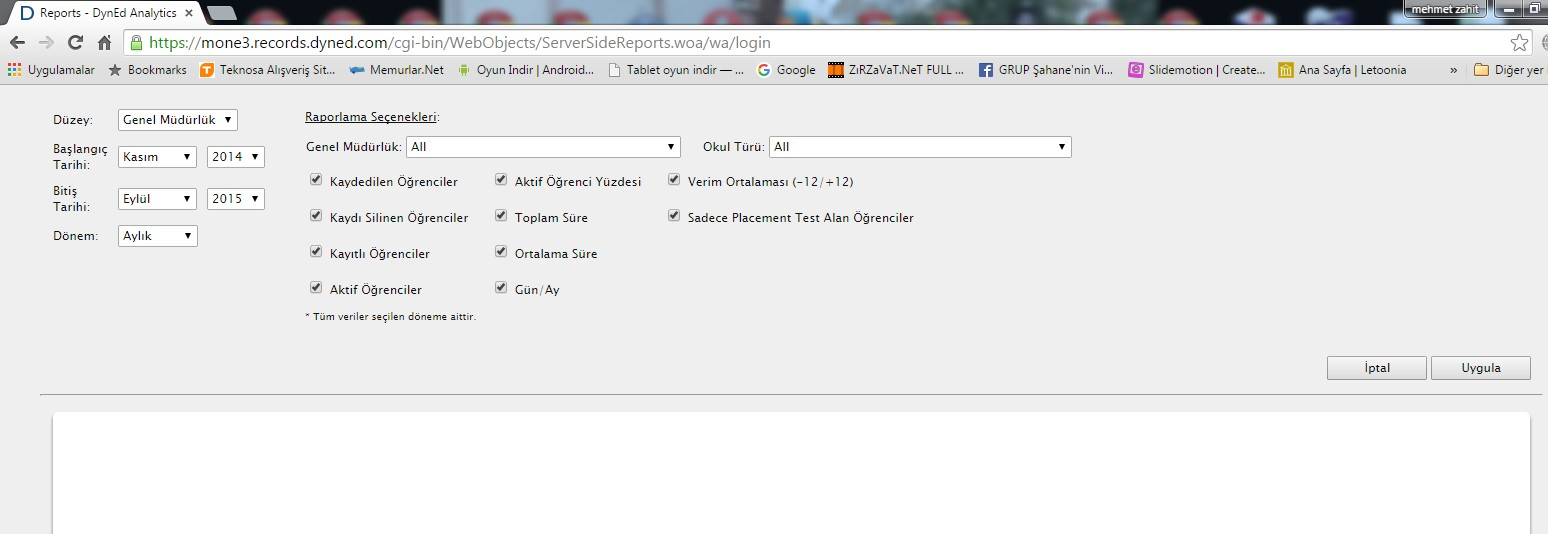 Reports - DynEd Analytics
mehmet zahit
https://mone3.records.dyned.com/cgi-bin/WebObjects/ServerSideReports.woa/wa/login
Uygulamalar Bookmarks Teknosa Alışveriş Sit... Memurlar.Net Oyun Indir | Android... Tablet oyun indir — ... Google ZıRZaVaT.NeT FULL ... GRUP Şahane'nin Vi... Slidemotion | Create... Ana Sayfa | Letoonia » Diğer yer
Düzey: Genel Müdürlük
Başlangıç
Tarihi: Kasım 2014
Bitiş
Tarihi: Eylül 2015
Dönem: Aylık
Raporlama Seçenekleri:
Genel Müdürlük: All Okul Türü: All
Kaydedilen Öğrenciler Aktif Öğrenci Yüzdesi Verim Ortalaması (-12/+12)
Kaydı Silinen Öğrenciler Toplam Süre Sadece Placement Test Alan Öğrenciler
Kayıtlı Öğrenciler Ortalama Süre
Aktif Öğrenciler Gün/Ay
* Tüm veriler seçilen döneme aittir.
İptal Uygula